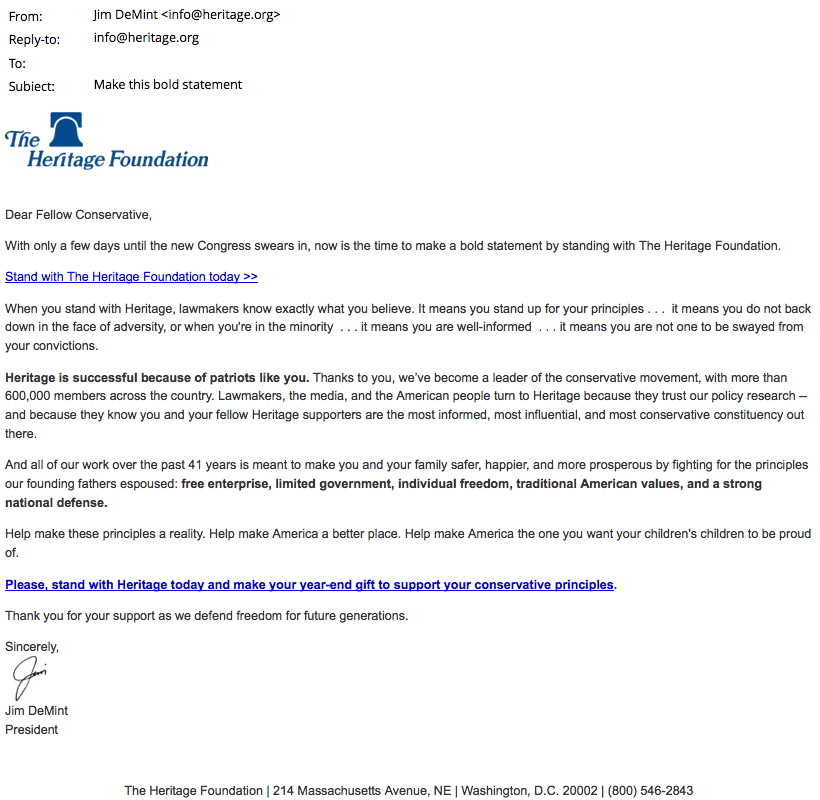 From: Jim DeMint <info@heritage.org>
Reply-to: info@heritage.org
To:
Subiect: Make this bold statement
The
Heritage Foundation
Dear Fellow Conservative,
With only a few days until the new Congress swears in, now is the time to make a bold statement by standing with The Heritage Foundation.
Stand with The Heritage Foundation today >>
When you stand with Heritage, lawmakers know exactly what you believe. It means you stand up for your principles . . .  it means you do not back
down in the face of adversity, or when you're in the minority  . . . it means you are well-informed  . . . it means you are not one to be swayed from
your convictions.
Heritage is successful because of patriots like you. Thanks to you, we've become a leader of the conservative movement, with more than
600,000 members across the country. Lawmakers, the media, and the American people turn to Heritage because they trust our policy research –
and because they know you and your fellow Heritage supporters are the most informed, most influential, and most conservative constituency out
there.
And all of our work over the past 41 years is meant to make you and your family safer, happier, and more prosperous by fighting for the principles
our founding fathers espoused: free enterprise, limited government, individual freedom, traditional American values, and a strong
national defense.
Help make these principles a reality. Help make America a better place. Help make America the one you want your children's children to be proud
of.
Please, stand with Heritage today and make your year-end gift to support your conservative principles.
Thank you for your support as we defend freedom for future generations.
Sincerely,
Jim
Jim DeMint
President
The Heritage Foundation | 214 Massachusetts Avenue, NE | Washington, D.C. 20002 | (800) 546-2843